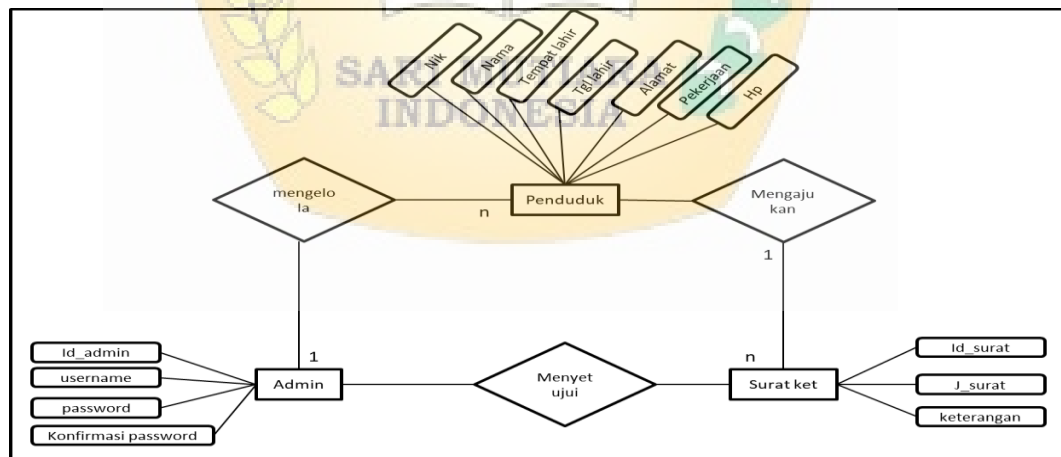 SARI MUTIARA
INDONESIA
Nik
Nama
Tempat lahir
Tgl lahir
Alamat
Pekerjaan
Hp
mengelo
la
n
Penduduk
Mengaju
kan
1
Id_admin
username
password
Konfirmasi password
1
Admin
Menyet
ujui
n
Surat ket
Id_surat
J_surat
keterangan